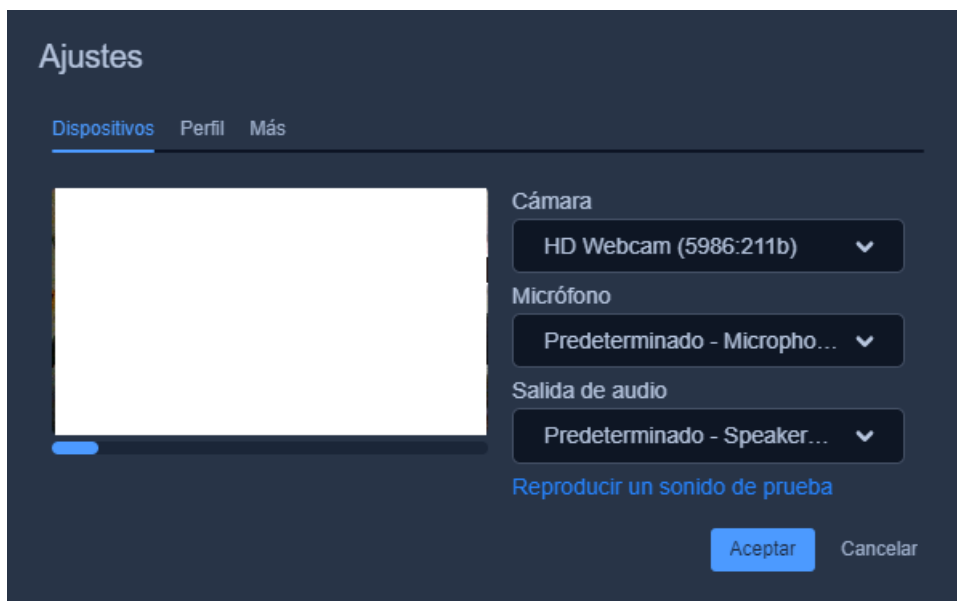 Ajustes
Dispositivos Perfil Más
Cámara
HD Webcam (5986:211b)
Micrófono
Predeterminado - Micropho...
Salida de audio
Predeterminado - Speaker...
Reproducir un sonido de prueba
Aceptar Cancelar